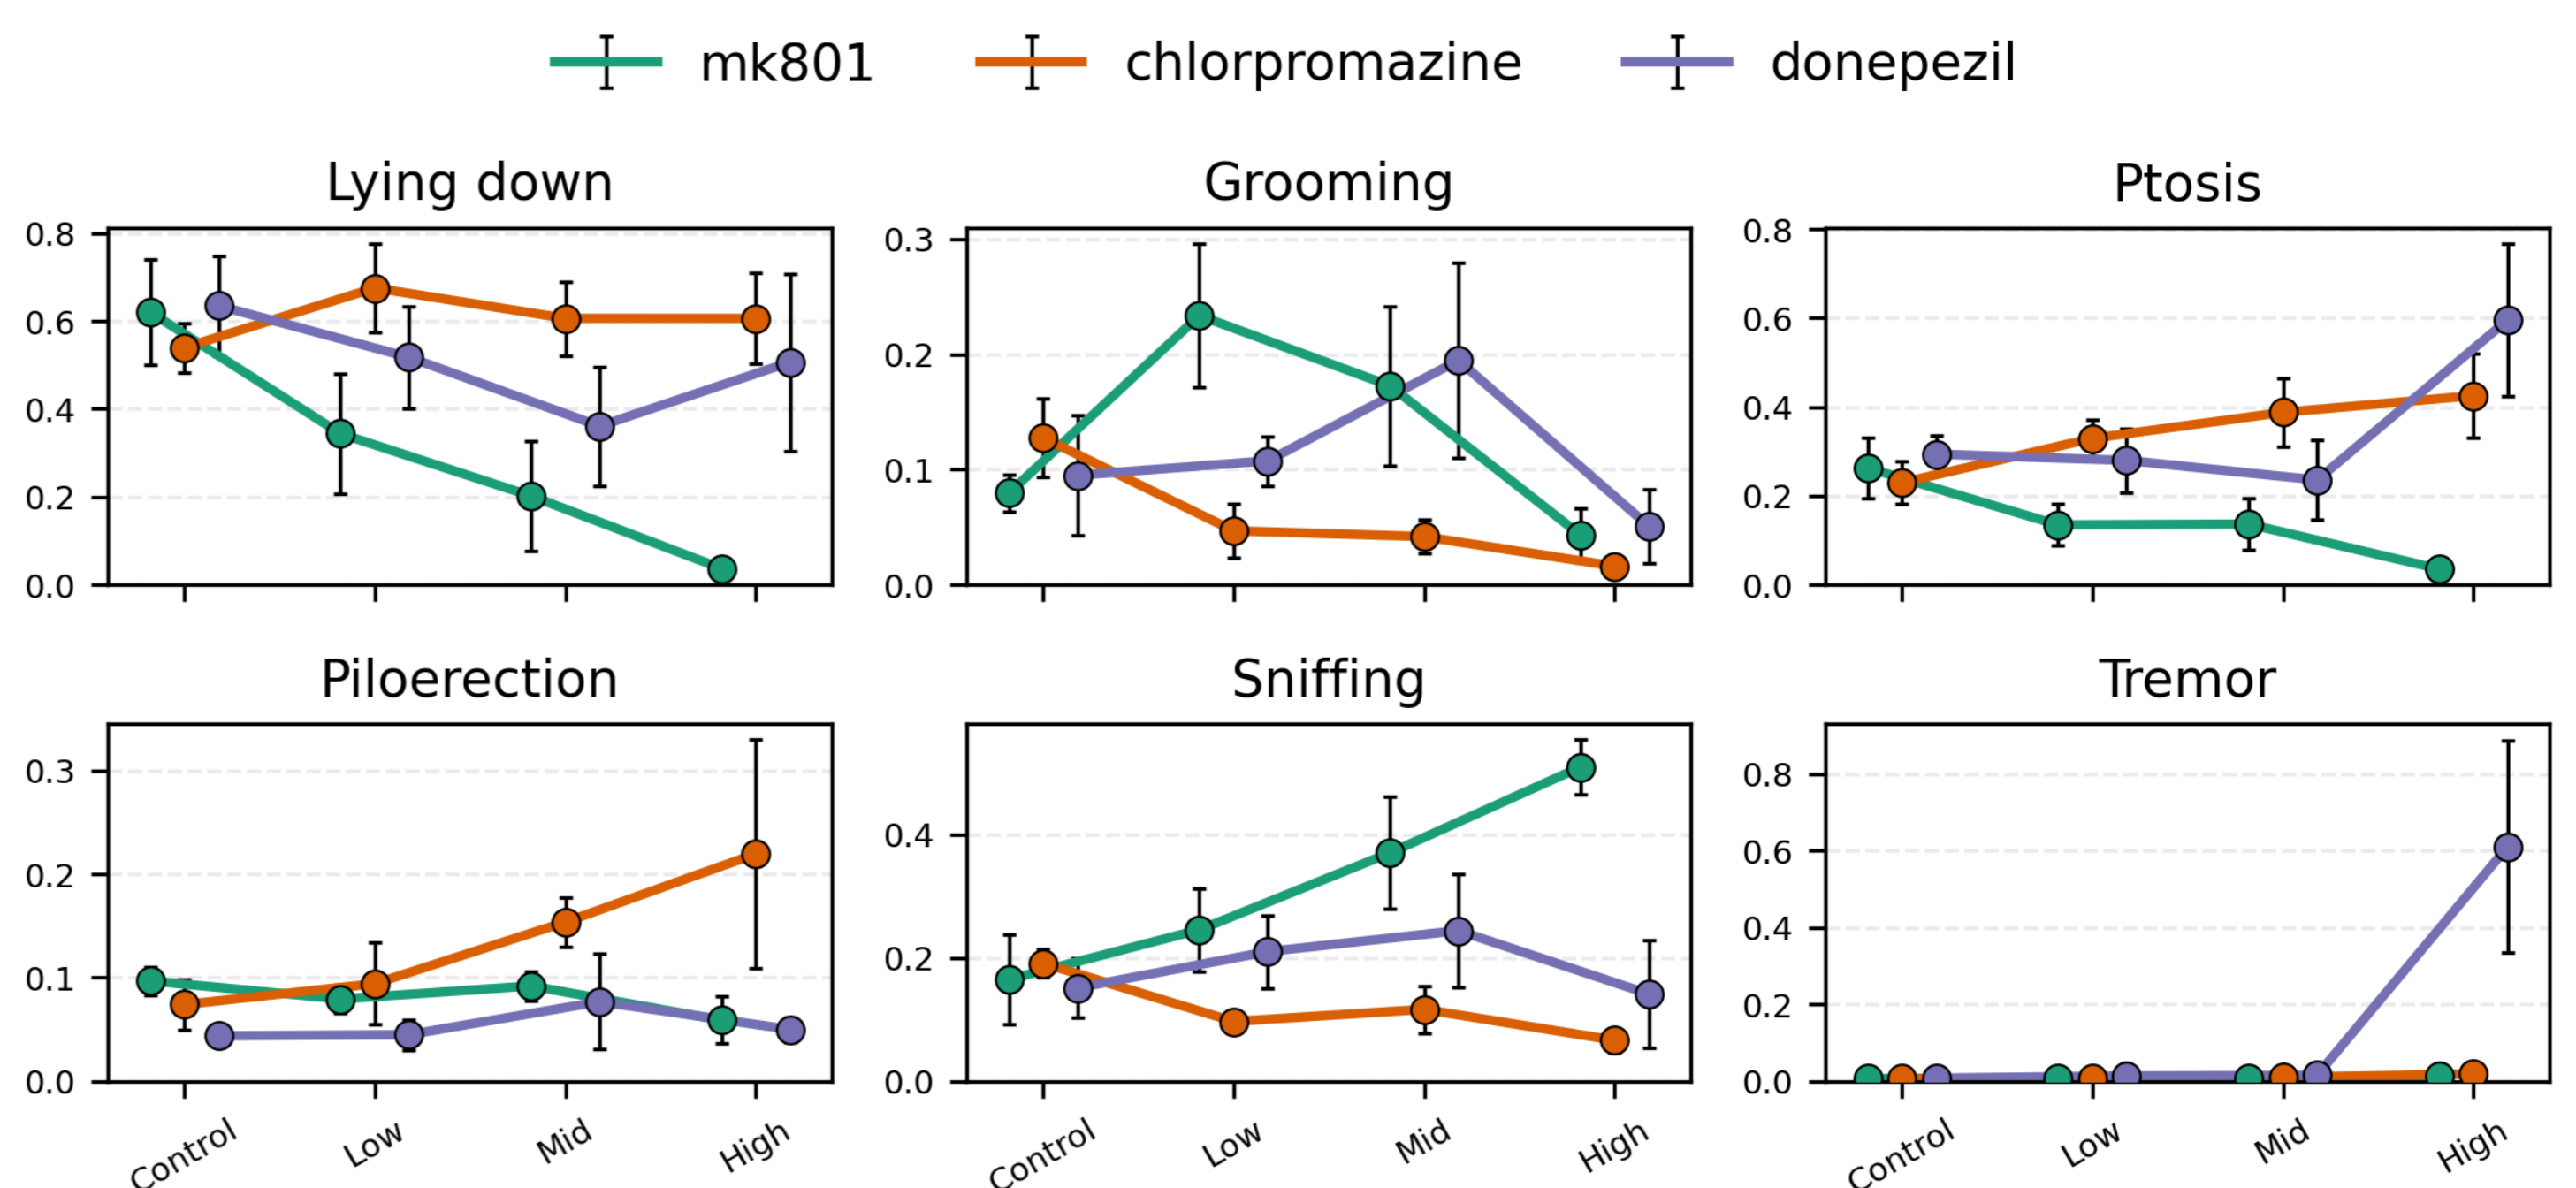 mk801 chlorpromazine donepezil
Lying down Grooming Ptosis
0.8 0.3 0.8
0.6 0.6
0.2
0.4 0.4
0.1
0.2 0.2
0.0 0.0 0.0
Piloerection Sniffing Tremor
0.3 0.8
0.4
0.6
0.2
0.4
0.1 0.2 0.2
0.0 0.0 0.0
Control Low Mid High Control Low Mid High Control Low Mid High